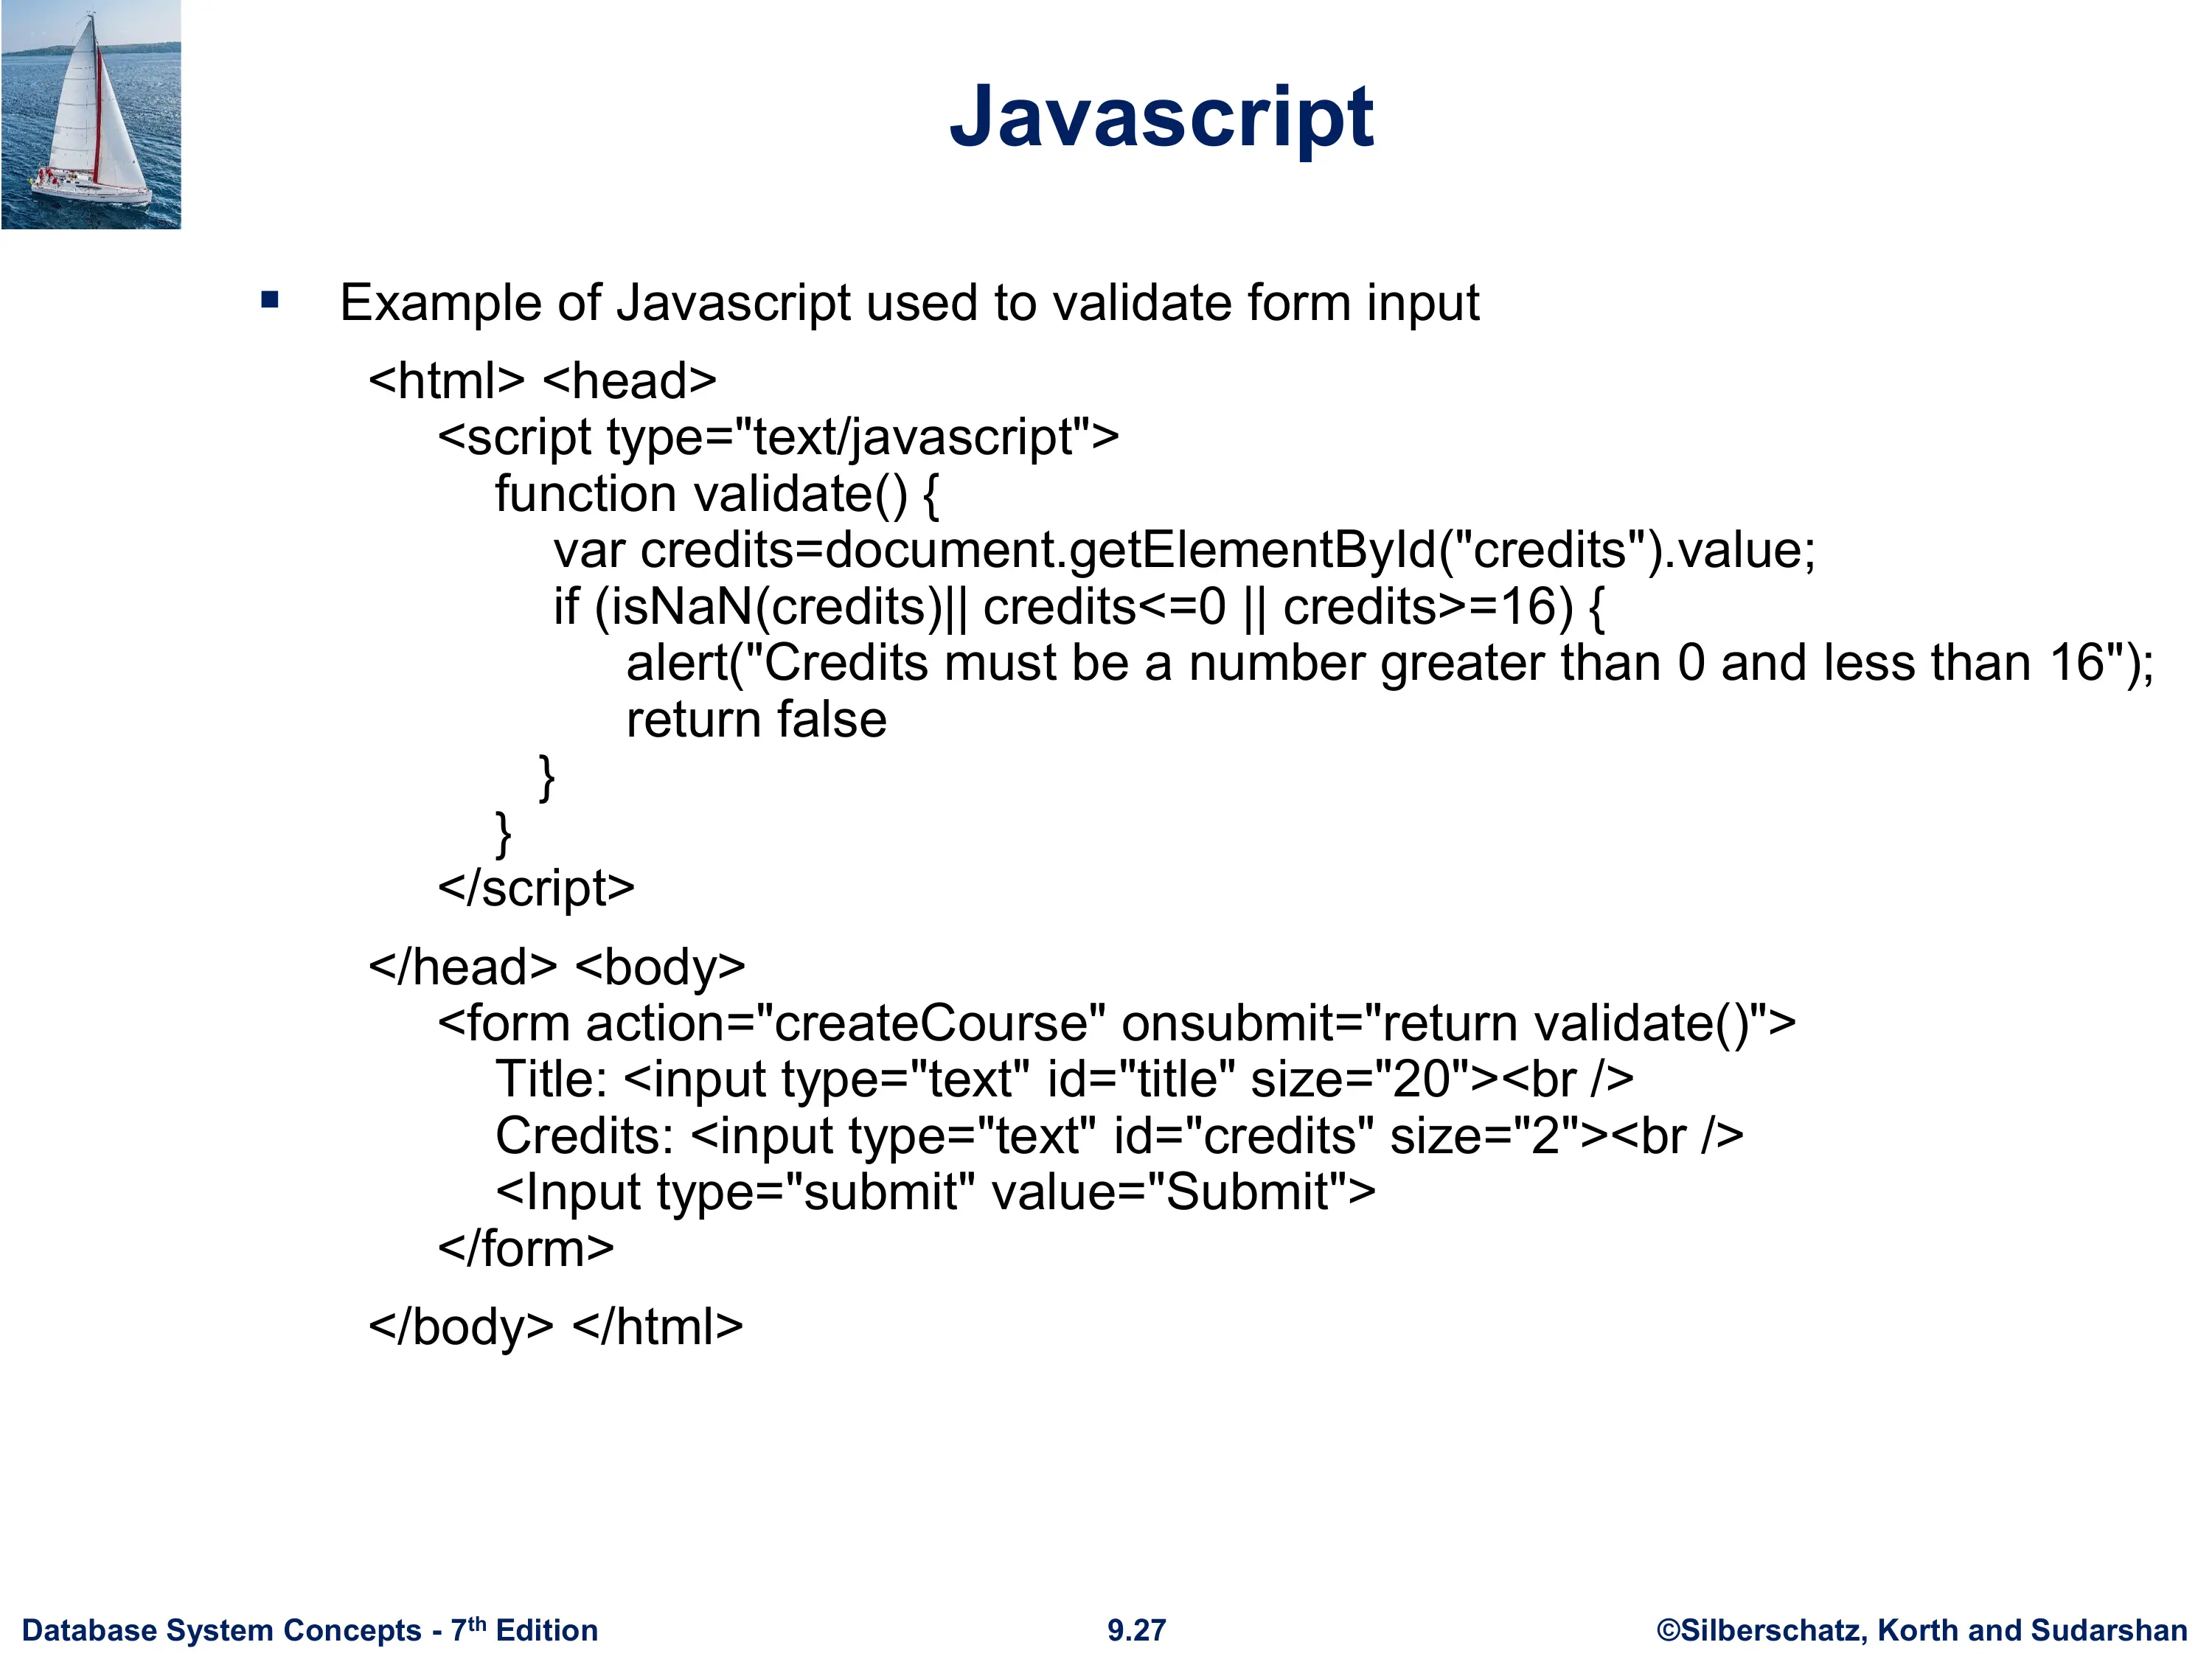 Javascript
▪ Example of Javascript used to validate form input
<html> <head>
<script type="text/javascript">
function validate() {
var credits=document.getElementById("credits").value;
if (isNaN(credits)|| credits<=0 || credits>=16) {
alert("Credits must be a number greater than 0 and less than 16");
return false
}
}
</script>
</head> <body>
<form action="createCourse" onsubmit="return validate()">
Title: <input type="text" id="title" size="20"><br />
Credits: <input type="text" id="credits" size="2"><br />
<Input type="submit" value="Submit">
</form>
</body> </html>
Database System Concepts - 7th Edition
9.27
©Silberschatz, Korth and Sudarshan